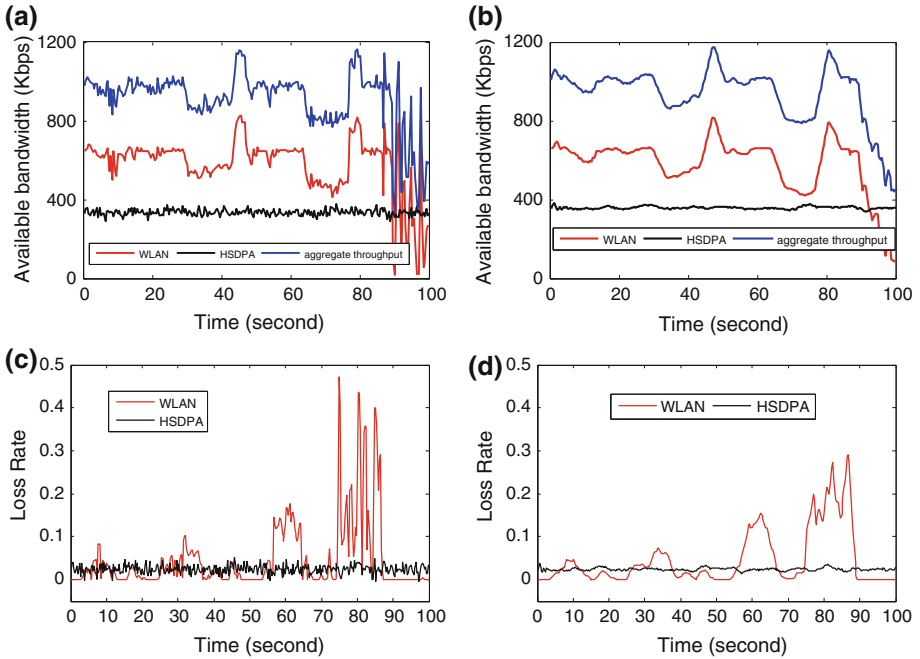 (a)
1200
800
400
0
Available bandwidth (Kbps)
WLAN HSDPA aggregate throughput
0 20 40 60 80 100
Time (second)
(b)
1200
800
400
0
Available bandwidth (Kbps)
WLAN HSDPA aggregate throughput
0 20 40 60 80 100
Time (second)
(c)
0.5
0.4
0.3
0.2
0.1
0
Loss Rate
WLAN
HSDPA
0 10 20 30 40 50 60 70 80 90 100
Time (second)
(d)
0.5
0.4
0.3
0.2
0.1
0
Loss Rate
WLAN HSDPA
0 10 20 30 40 50 60 70 80 90 100
Time (second)